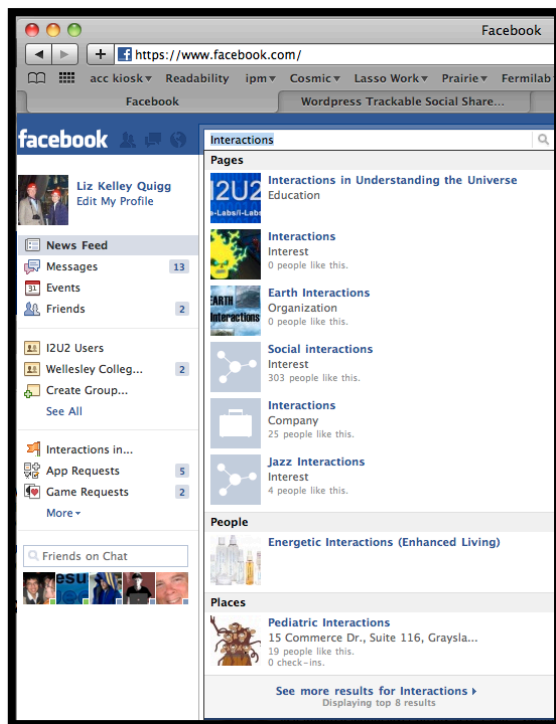 Facebook
https://www.facebook.com/
acc kiosk▾ Readability ipm▾ Cosmic▾ Lasso Work▾ Prairie▾ Fermilab
Facebook
Wordpress Trackable Social Share...
facebook
Interactions
Liz Kelley Quigg
Edit My Profile
News Feed
Messages 13
31 Events
Friends 2
I2U2 Users
Wellesley Colleg... 2
Create Group...
See All
Interactions in...
App Requests 5
Game Requests 2
More
Friends on Chat
esu
Pages
I2U2
e-Labs
Interactions in Understanding the Universe
Education
Interactions
Interest
0 people like this.
EARTH
Interactions
Earth Interactions
Organization
0 people like this.
Social interactions
Interest
303 people like this.
Interactions
Company
25 people like this.
Jazz Interactions
Interest
4 people like this.
People
Energetic Interactions (Enhanced Living)
Places
Pediatric Interactions
15 Commerce Dr., Suite 116, Graysla...
19 people like this.
0 check-ins.
See more results for Interactions
Displaying top 8 results